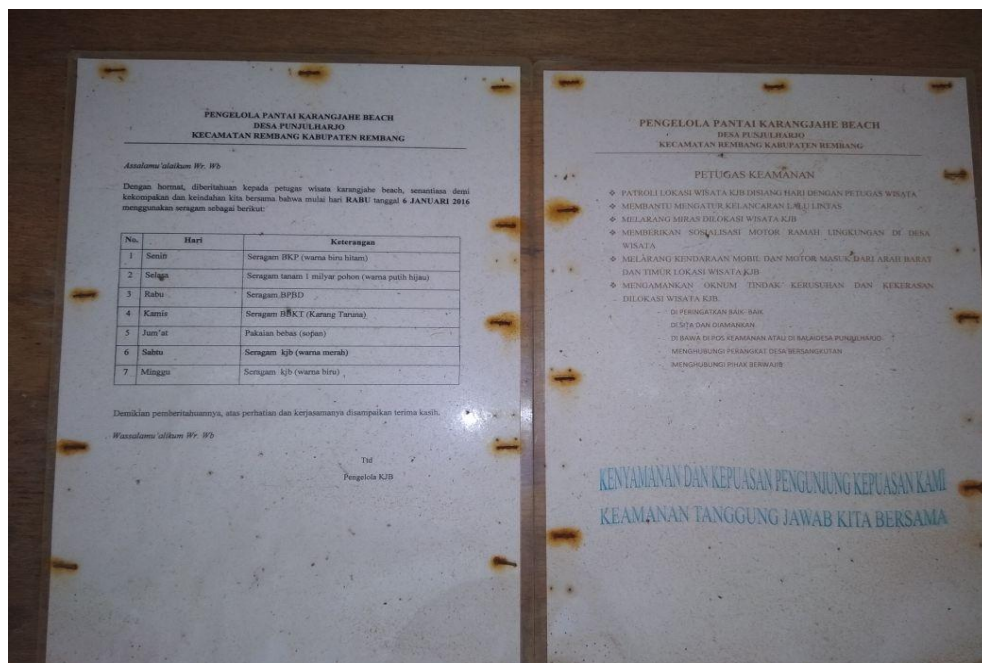 PENGELOLA PANTAI KARANGJAHE BEACH
DESA PUNJULHARJO
KECAMATAN REMBANG KABUPATEN REMBANG
Assalamu'alaikum Wr. Wb
Dengan hormat, diberitahuan kepada petugas wisata karangjahe beach, senantiasa demi
kekompakan dan keindahan kita bersama bahwa mulai hari RABU tanggal 6 JANUARI 2016
menggunakan seragam sebagai berikut:
No. Hari Keterangan
1 Senin Seragam BKP (warna biru hitam)
2 Selasa Seragam tanam 1 milyar pohon (warna putih hijau)
3 Rabu Seragam BPBD
4 Kamis Seragam BBKT (Karang Taruna)
5 Jum'at Pakaian bebas (sopan)
6 Sabtu Seragam kjb (warna merah)
7 Minggu Seragam kjb (warna biru)
Demikian pemberitahuannya, atas perhatian dan kerjasamanya disampaikan terima kasih.
Wassalamu'alikum Wr. Wb
Ttd
Pengelola KJB
PENGELOLA PANTAI KARANGJAHE BEACH
DESA PUNJULHARJO
KECAMATAN REMBANG KABUPATEN REMBANG
PETUGAS KEAMANAN
❖ PATROLI LOKASI WISATA KJB DISIANG HARI DENGAN PETUGAS WISATA
❖ MEMBANTU MENGATUR KELANCARAN LALU LINTAS
❖ MELARANG MIRAS DILOKASI WISATA KJB
❖ MEMBERIKAN SOSIALISASI MOTOR RAMAH LINGKUNGAN DI DESA
WISATA
❖ MELARANG KENDARAAN MOBIL DAN MOTOR MASUK DARI ARAH BARAT
DAN TIMUR LOKASI WISATA KJB
❖ MENGAMANKAN OKNUM TINDAK KERUSUHAN DAN KEKERASAN
DILOKASI WISATA KJB.
- DI PERINGATKAN BAIK- BAIK
- DI SITA DAN DIAMANKAN
DI BAWA DI POS KEAMANAN ATAU DI BALAIDESA
MENGHUBUNGI PERANGKAT DESA BERSANGKUTAN
MENGHUBUNGI PIHAK BERWAJIB
KENYAMANAN DAN KEPUASAN PENGUNJUNG KEPUASAN KAMI
KEAMANAN TANGGUNG JAWAB KITA BERSAMA